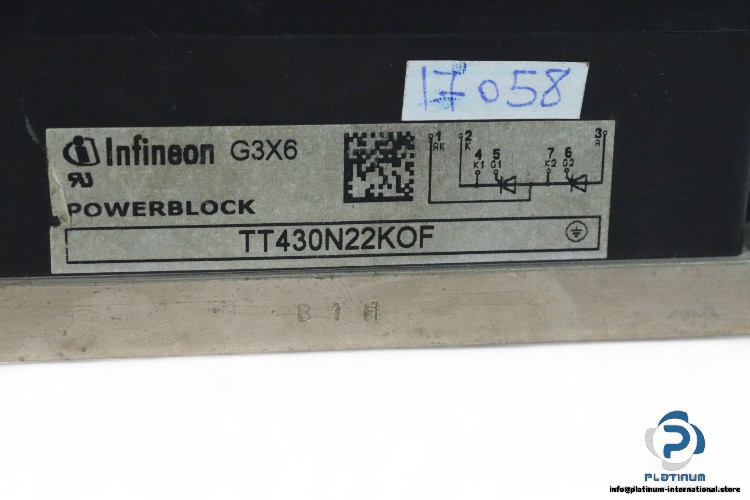 17058
Infineon G3X6
1 2 3
AK K A
4 5 7 6
K1 G1 K2 G2
POWERBLOCK
TT430N22KOF
B 1
PLATINUM
info@platinum-international.store